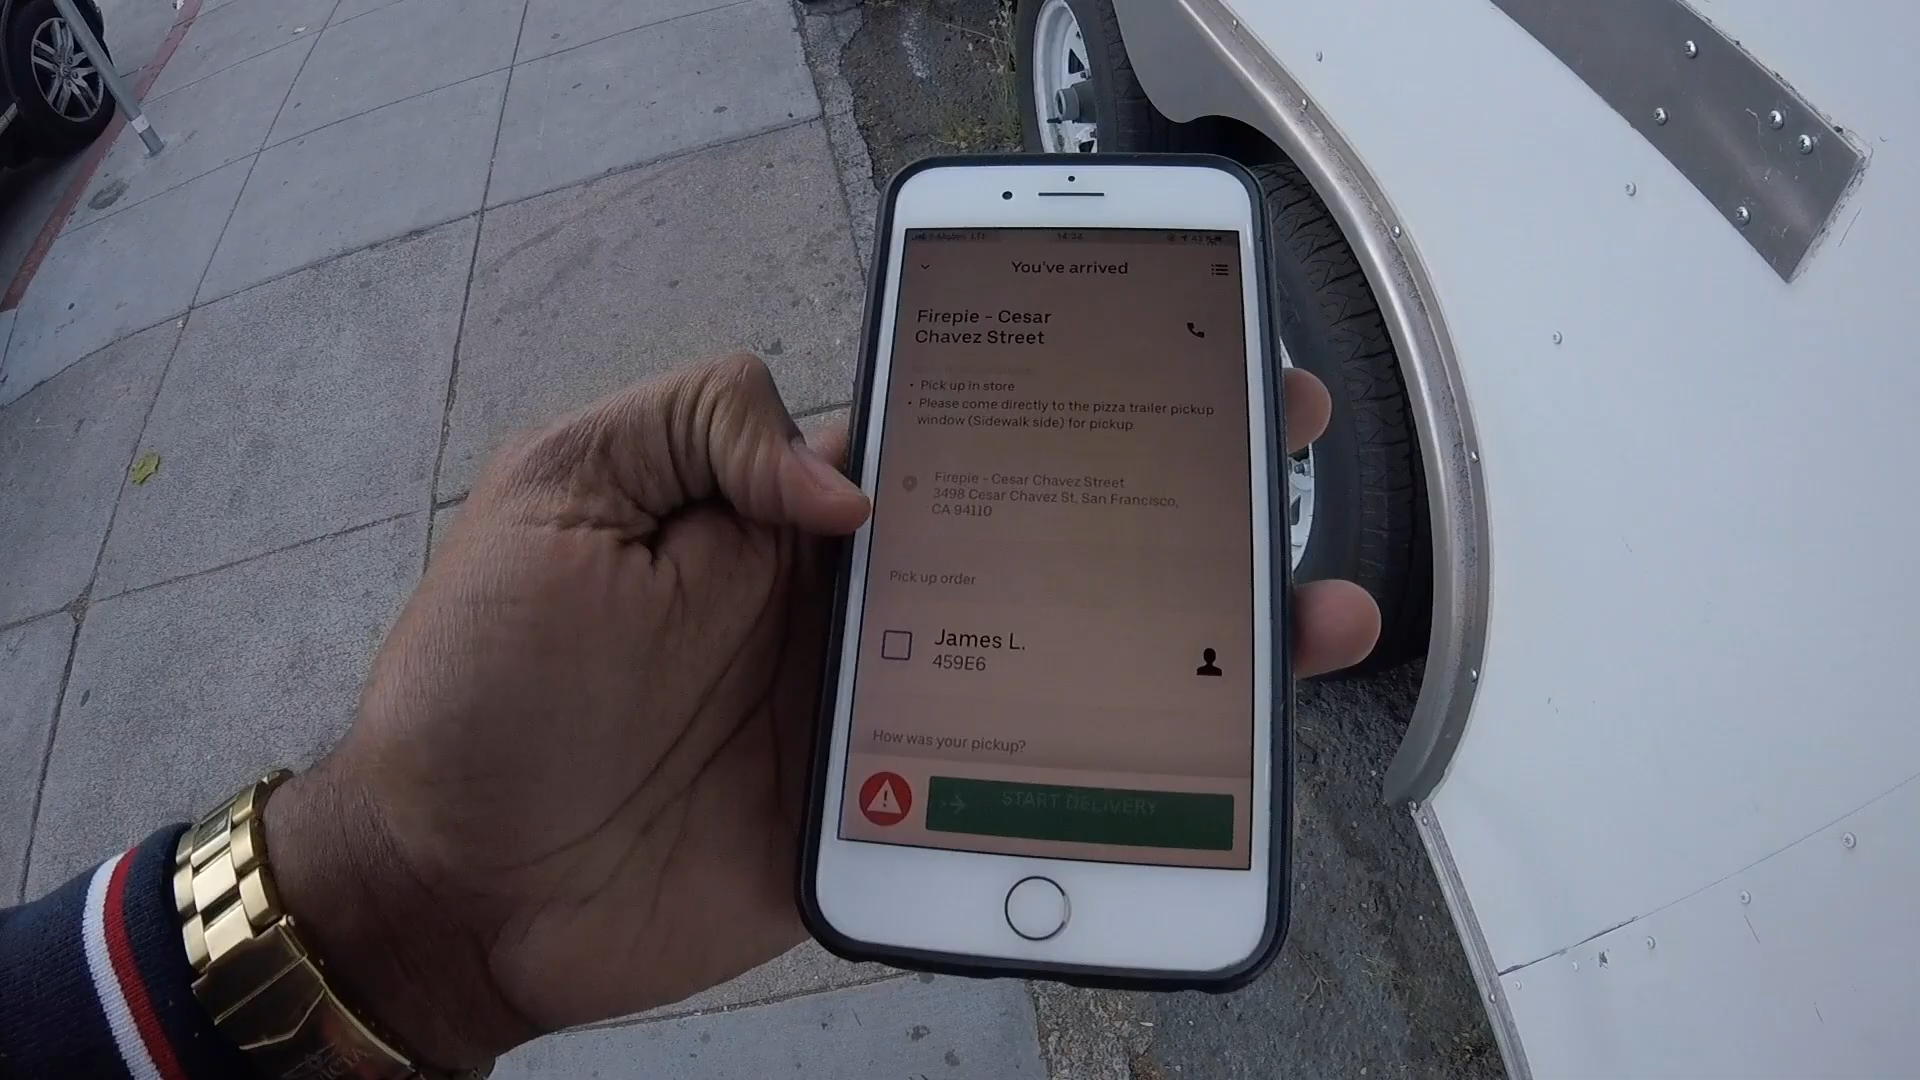 You've arrived
Firepie - Cesar
Chavez Street
• Pick up in store
• Please come directly to the pizza trailer pickup
window (Sidewalk side) for pickup
Firepie - Cesar Chavez Street
3498 Cesar Chavez St, San Francisco,
CA 94110
Pick up order
James L.
459E6
How was your pickup?
START DELIVERY